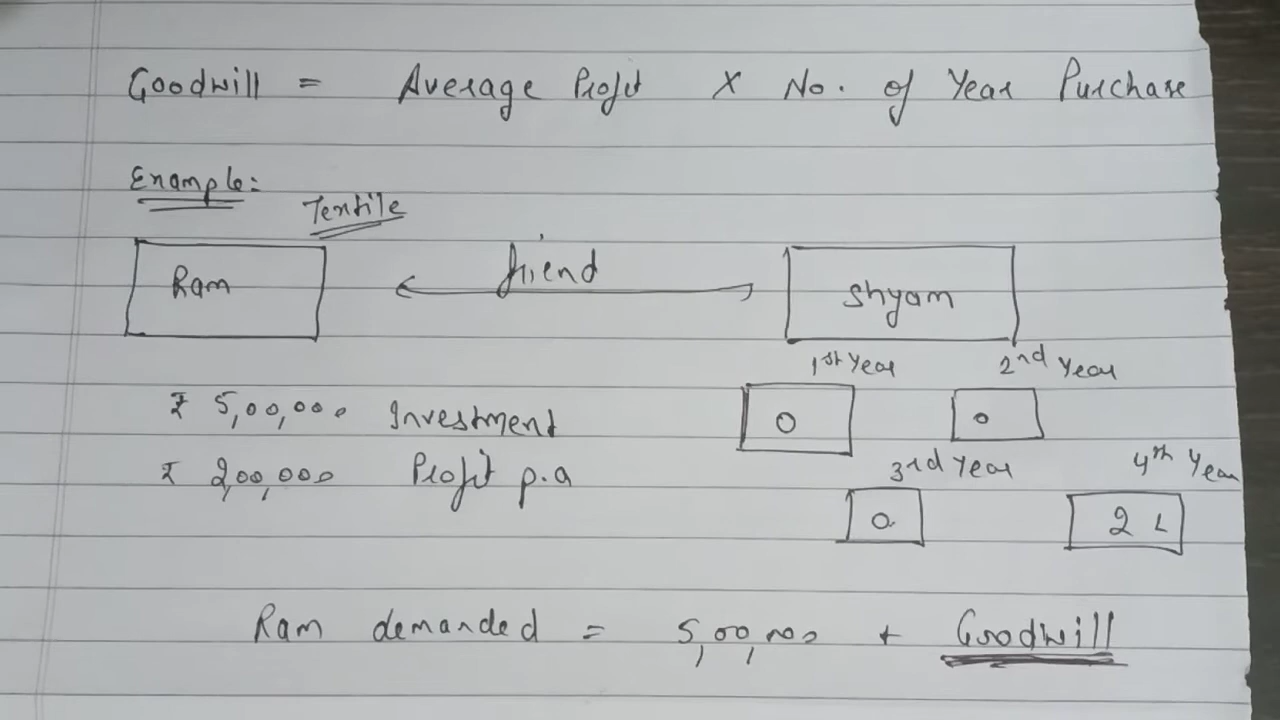 Goodwill = Average Profit X No. of Year Purchase
Example:
Textile
Ram friend Shyam
1st Year 2nd Year
₹ 5,00,000 Investment 0 0
3rd Year 4th Year
₹ 2,00,000 Profit p.a
0 2 L
Ram demanded = 5,00,000 + Goodwill